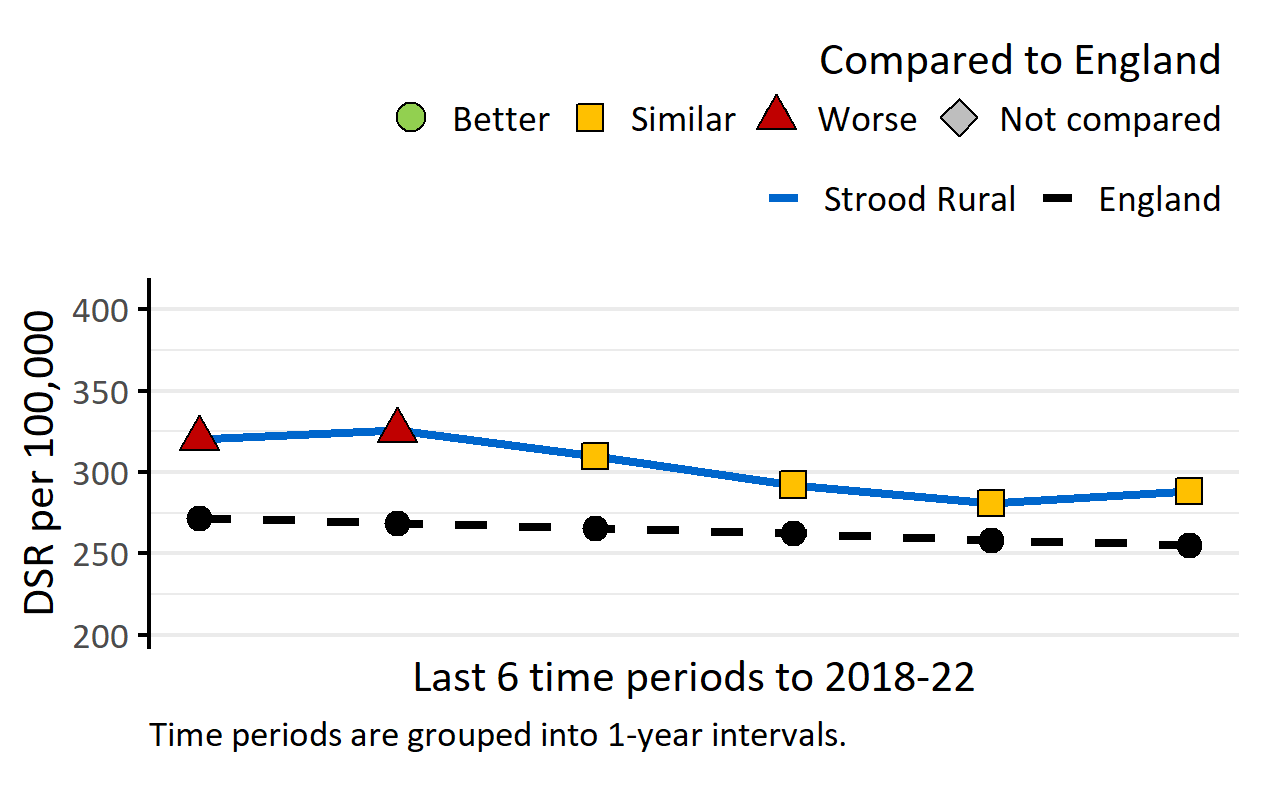 Compared to England
Better Similar Worse Not compared
Strood Rural England
DSR per 100,000
400
350
300
250
200
Last 6 time periods to 2018-22
Time periods are grouped into 1-year intervals.